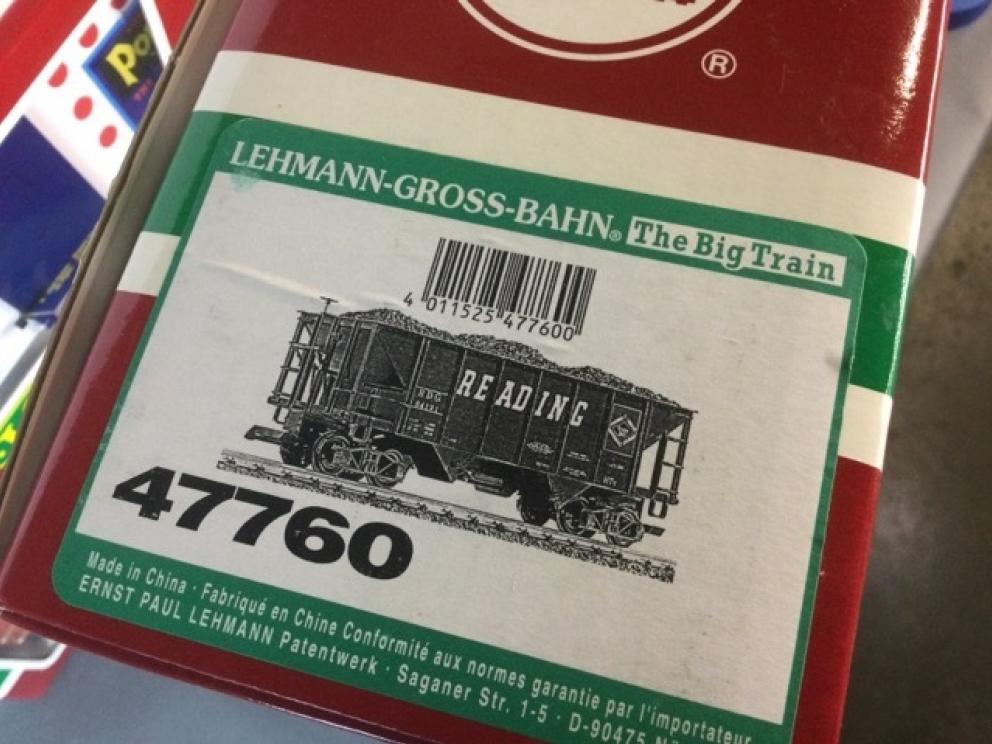 ®
LEHMANN-GROSS-BAHN® The Big Train
4 011525 477600
READING
RDG
47760
Made in China · Fabriqué en Chine Conformité aux normes garantie par l'importateur
ERNST PAUL LEHMANN Patentwerk · Saganer Str. 1-5 · D-90475